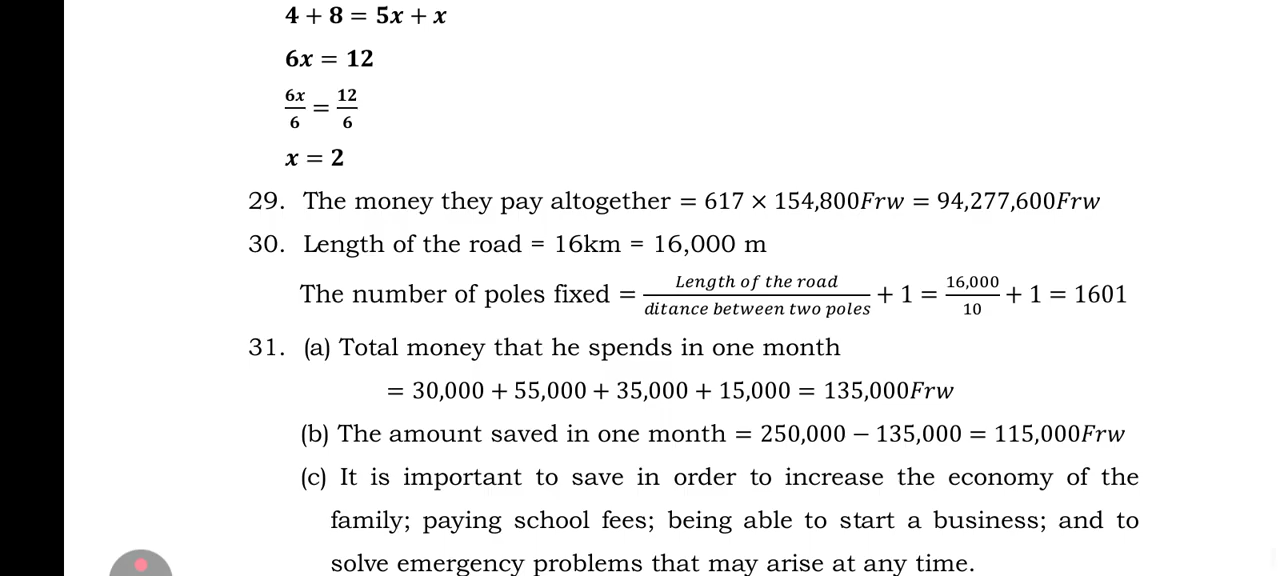 4 + 8 = 5x + x
6x = 12
6x/6 = 12/6
x = 2
29. The money they pay altogether = 617 × 154,800Frw = 94,277,600Frw
30. Length of the road = 16km = 16,000 m
The number of poles fixed = Length of the road/ditance between two poles + 1 = 16,000/10 + 1 = 1601
31. (a) Total money that he spends in one month
= 30,000 + 55,000 + 35,000 + 15,000 = 135,000Frw
(b) The amount saved in one month = 250,000 − 135,000 = 115,000Frw
(c) It is important to save in order to increase the economy of the
family; paying school fees; being able to start a business; and to
solve emergency problems that may arise at any time.